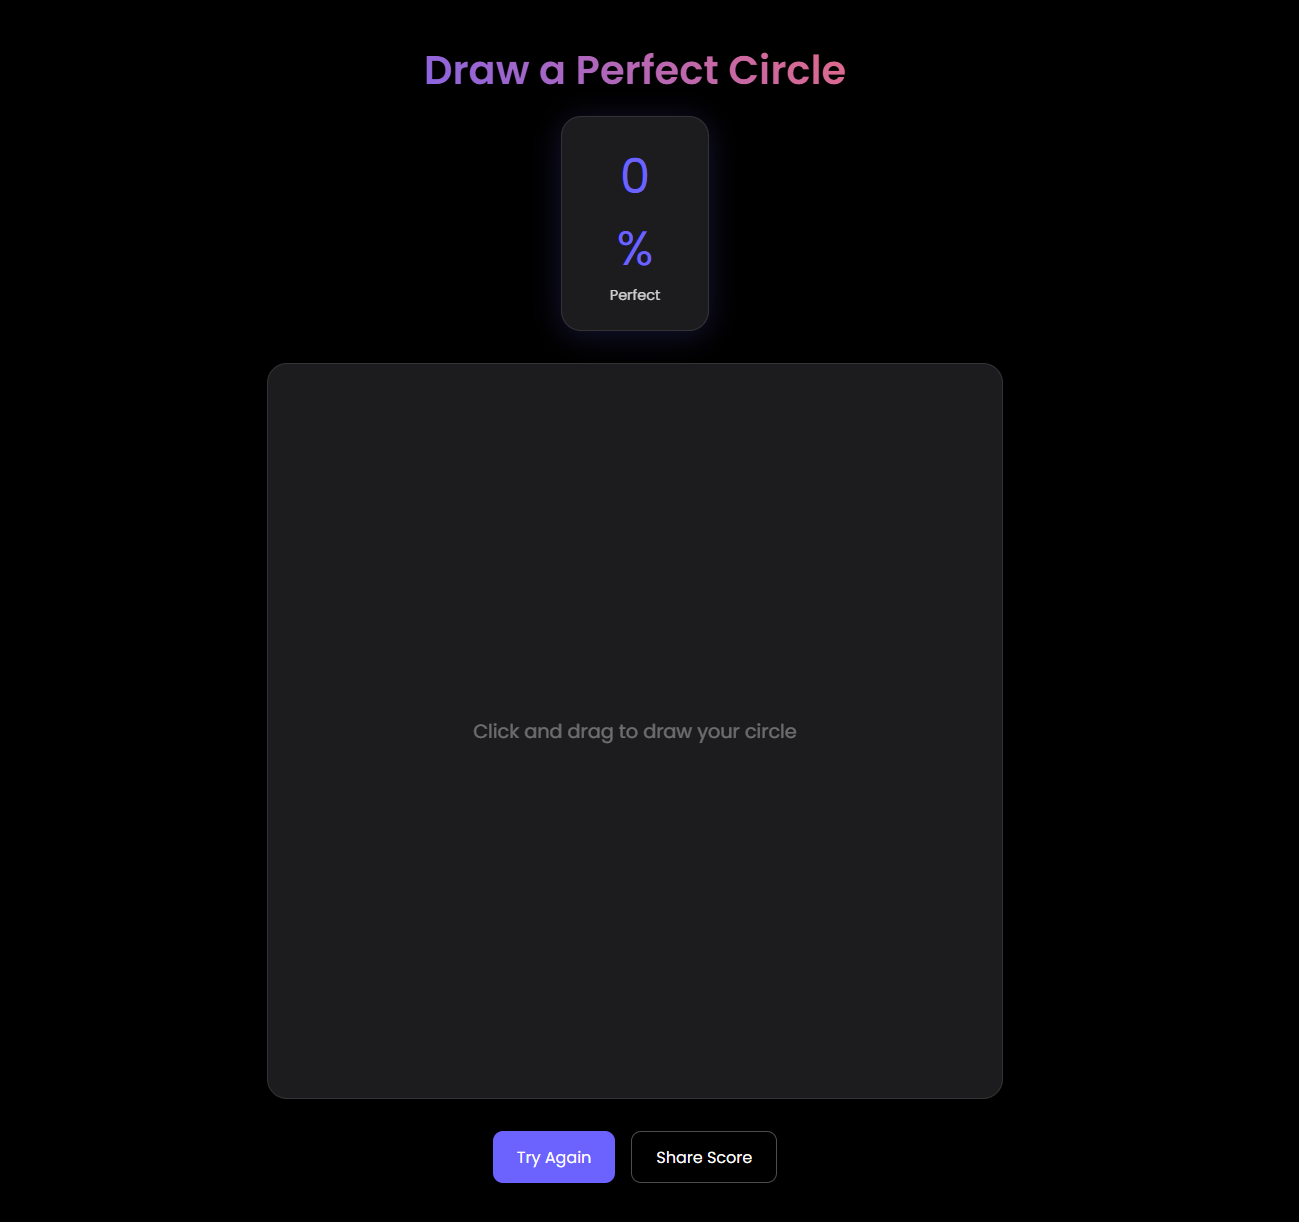 Draw a Perfect Circle
0
%
Perfect
Click and drag to draw your circle
Try Again
Share Score